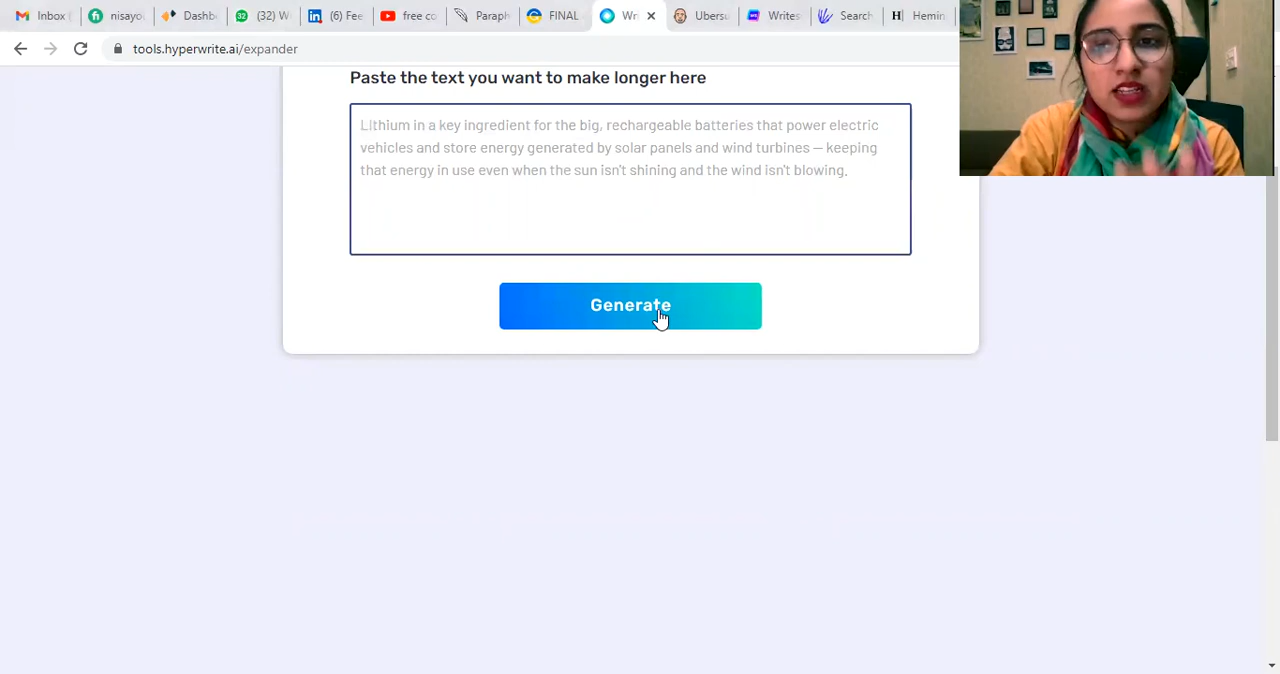 Inbox
nisayo
Dashb
(32) W
(6) Fee
free co
Paraph
FINAL
Wri
Ubersu
Writes
Search
Hemin
tools.hyperwrite.ai/expander
Paste the text you want to make longer here
Lithium in a key ingredient for the big, rechargeable batteries that power electric
vehicles and store energy generated by solar panels and wind turbines — keeping
that energy in use even when the sun isn't shining and the wind isn't blowing.
Generate